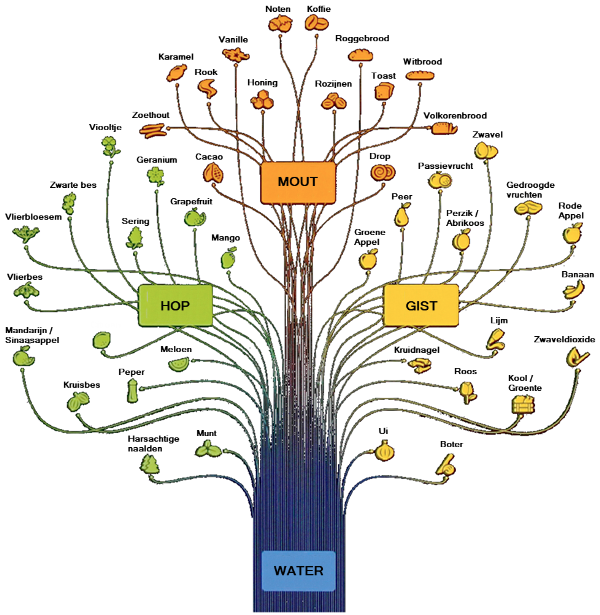 Noten
Koffie
Vanille
Roggebrood
Karamel
Rook
Witbrood
Honing
Rozijnen
Toast
Zoethout
Volkorenbrood
Viooltje
Zwavel
Geranium
Cacao
MOUT
Drop
Passievrucht
Zwarte bes
Grapefruit
Peer
Gedroogde
vruchten
Vlierbloesem
Sering
Mango
Groene
Appel
Perzik /
Abrikoos
Rode
Appel
Vlierbes
HOP
GIST
Banaan
Mandarijn /
Sinaasappel
Meloen
Kruidnagel
Lijm
Zwaveldioxide
Kruisbes
Peper
Roos
Kool /
Groente
Harsachtige
naalden
Munt
Ui
Boter
WATER